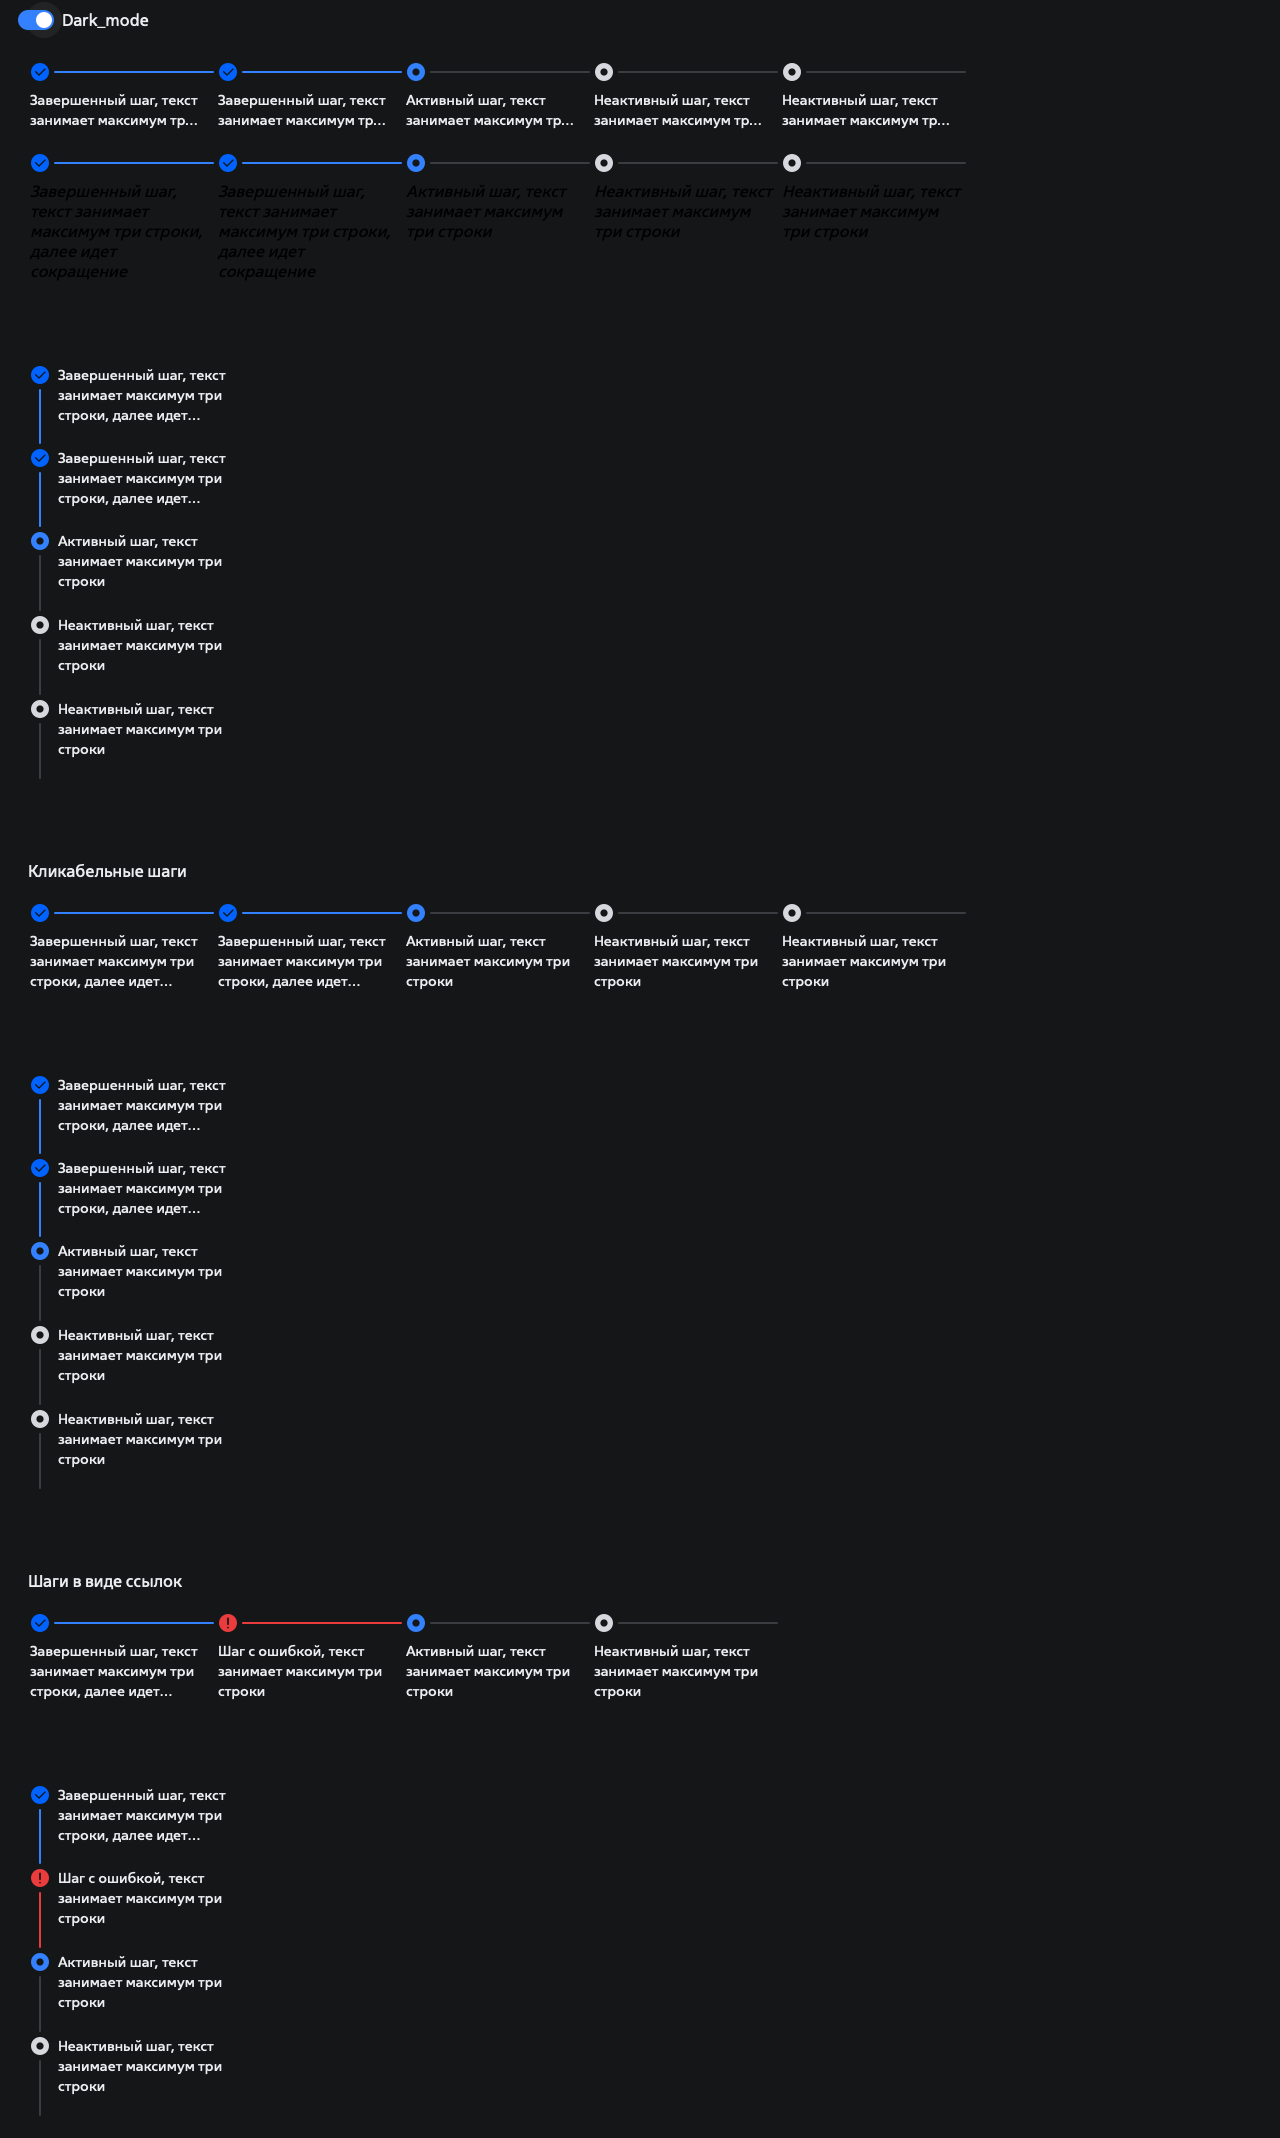 Dark_mode
Завершенный шаг, текст
занимает максимум тр...
Завершенный шаг, текст
занимает максимум тр...
Активный шаг, текст
занимает максимум тр...
Неактивный шаг, текст
занимает максимум тр...
Неактивный шаг, текст
занимает максимум тр...
Завершенный шаг,
текст занимает
максимум три строки,
далее идет
сокращение
Завершенный шаг,
текст занимает
максимум три строки,
далее идет
сокращение
Активный шаг, текст
занимает максимум
три строки
Неактивный шаг, текст
занимает максимум
три строки
Неактивный шаг, текст
занимает максимум
три строки
Завершенный шаг, текст
занимает максимум три
строки, далее идет...
Завершенный шаг, текст
занимает максимум три
строки, далее идет...
Активный шаг, текст
занимает максимум три
строки
Неактивный шаг, текст
занимает максимум три
строки
Неактивный шаг, текст
занимает максимум три
строки
Кликабельные шаги
Завершенный шаг, текст
занимает максимум три
строки, далее идет...
Завершенный шаг, текст
занимает максимум три
строки, далее идет...
Активный шаг, текст
занимает максимум три
строки
Неактивный шаг, текст
занимает максимум три
строки
Неактивный шаг, текст
занимает максимум три
строки
Завершенный шаг, текст
занимает максимум три
строки, далее идет...
Завершенный шаг, текст
занимает максимум три
строки, далее идет...
Активный шаг, текст
занимает максимум три
строки
Неактивный шаг, текст
занимает максимум три
строки
Неактивный шаг, текст
занимает максимум три
строки
Шаги в виде ссылок
Завершенный шаг, текст
занимает максимум три
строки, далее идет...
Шаг с ошибкой, текст
занимает максимум три
строки
Активный шаг, текст
занимает максимум три
строки
Неактивный шаг, текст
занимает максимум три
строки
Завершенный шаг, текст
занимает максимум три
строки, далее идет...
Шаг с ошибкой, текст
занимает максимум три
строки
Активный шаг, текст
занимает максимум три
строки
Неактивный шаг, текст
занимает максимум три
строки